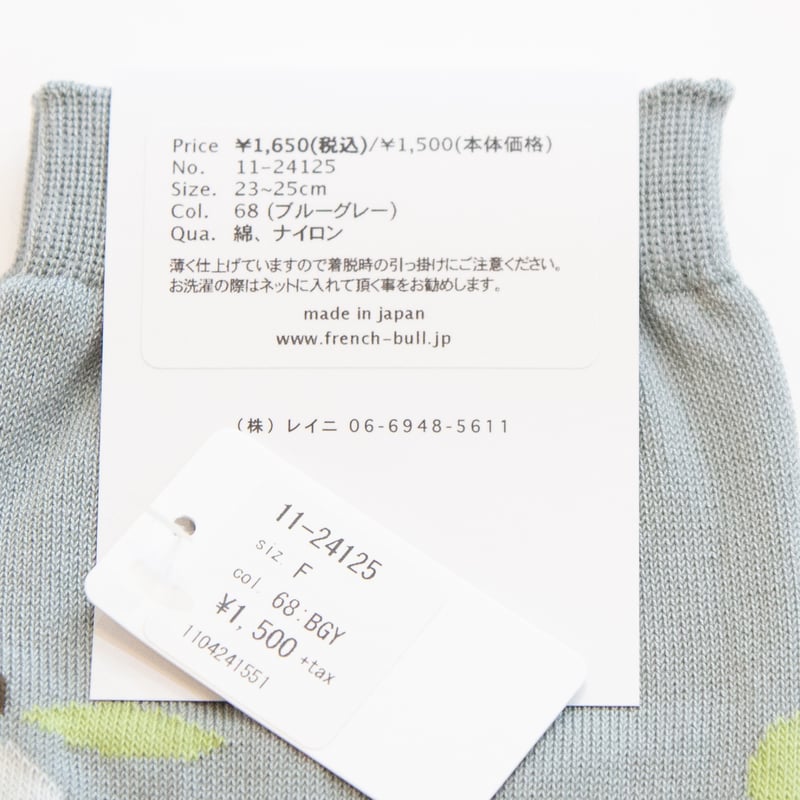 Price ¥1,650(税込)/¥1,500(本体価格)
No. 11-24125
Size. 23~25cm
Col. 68 (ブルーグレー)
Qua. 綿、ナイロン
薄く仕上げていますので着脱時の引っ掛けにご注意ください。
お洗濯の際はネットに入れて頂く事をお勧めします。
made in japan
www.french-bull.jp
（株）レイニ 06-6948-5611
11-24125
siz. F
col. 68:BGY
¥1,500 +tax
1104241551